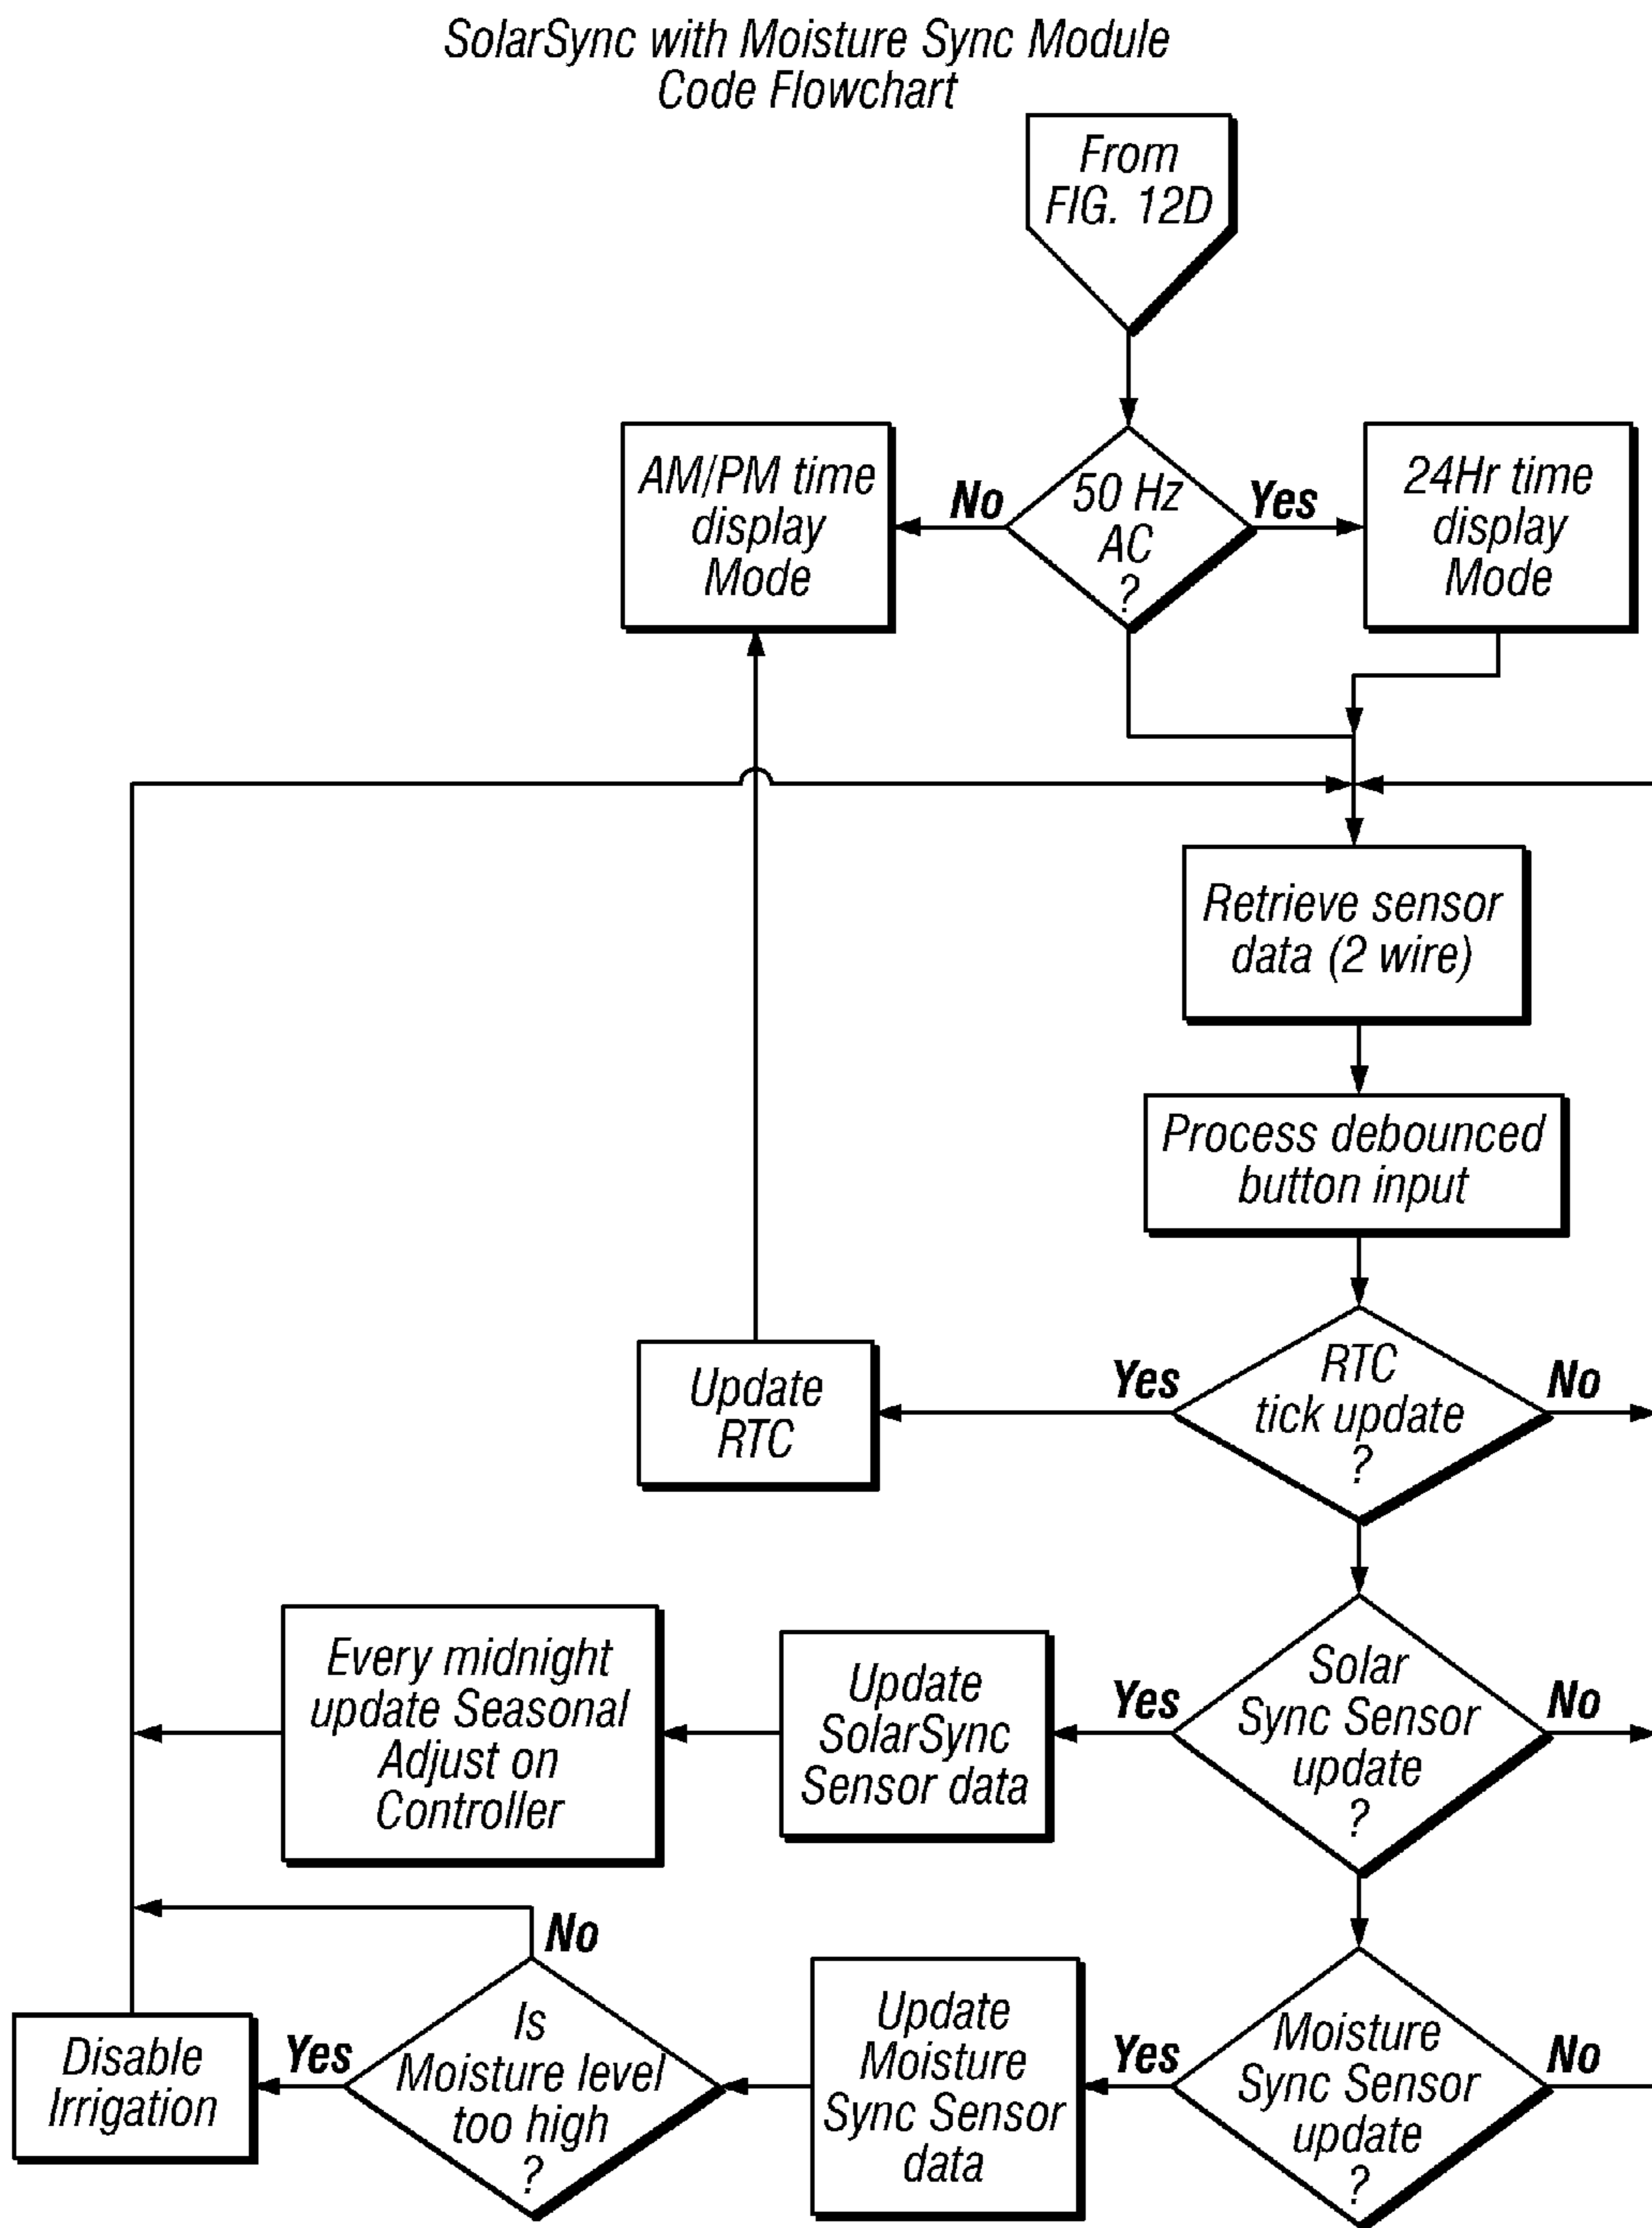 SolarSync with Moisture Sync Module
Code Flowchart
From
FIG. 12D
AM/PM time
display
Mode
No
50 Hz
AC
?
Yes
24Hr time
display
Mode
Retrieve sensor
data (2 wire)
Process debounced
button input
Update
RTC
Yes
RTC
tick update
?
No
Every midnight
update Seasonal
Adjust on
Controller
Update
SolarSync
Sensor data
Yes
Solar
Sync Sensor
update
?
No
Disable
Irrigation
Yes
No
Is
Moisture level
too high
?
Update
Moisture
Sync Sensor
data
Yes
Moisture
Sync Sensor
update
?
No